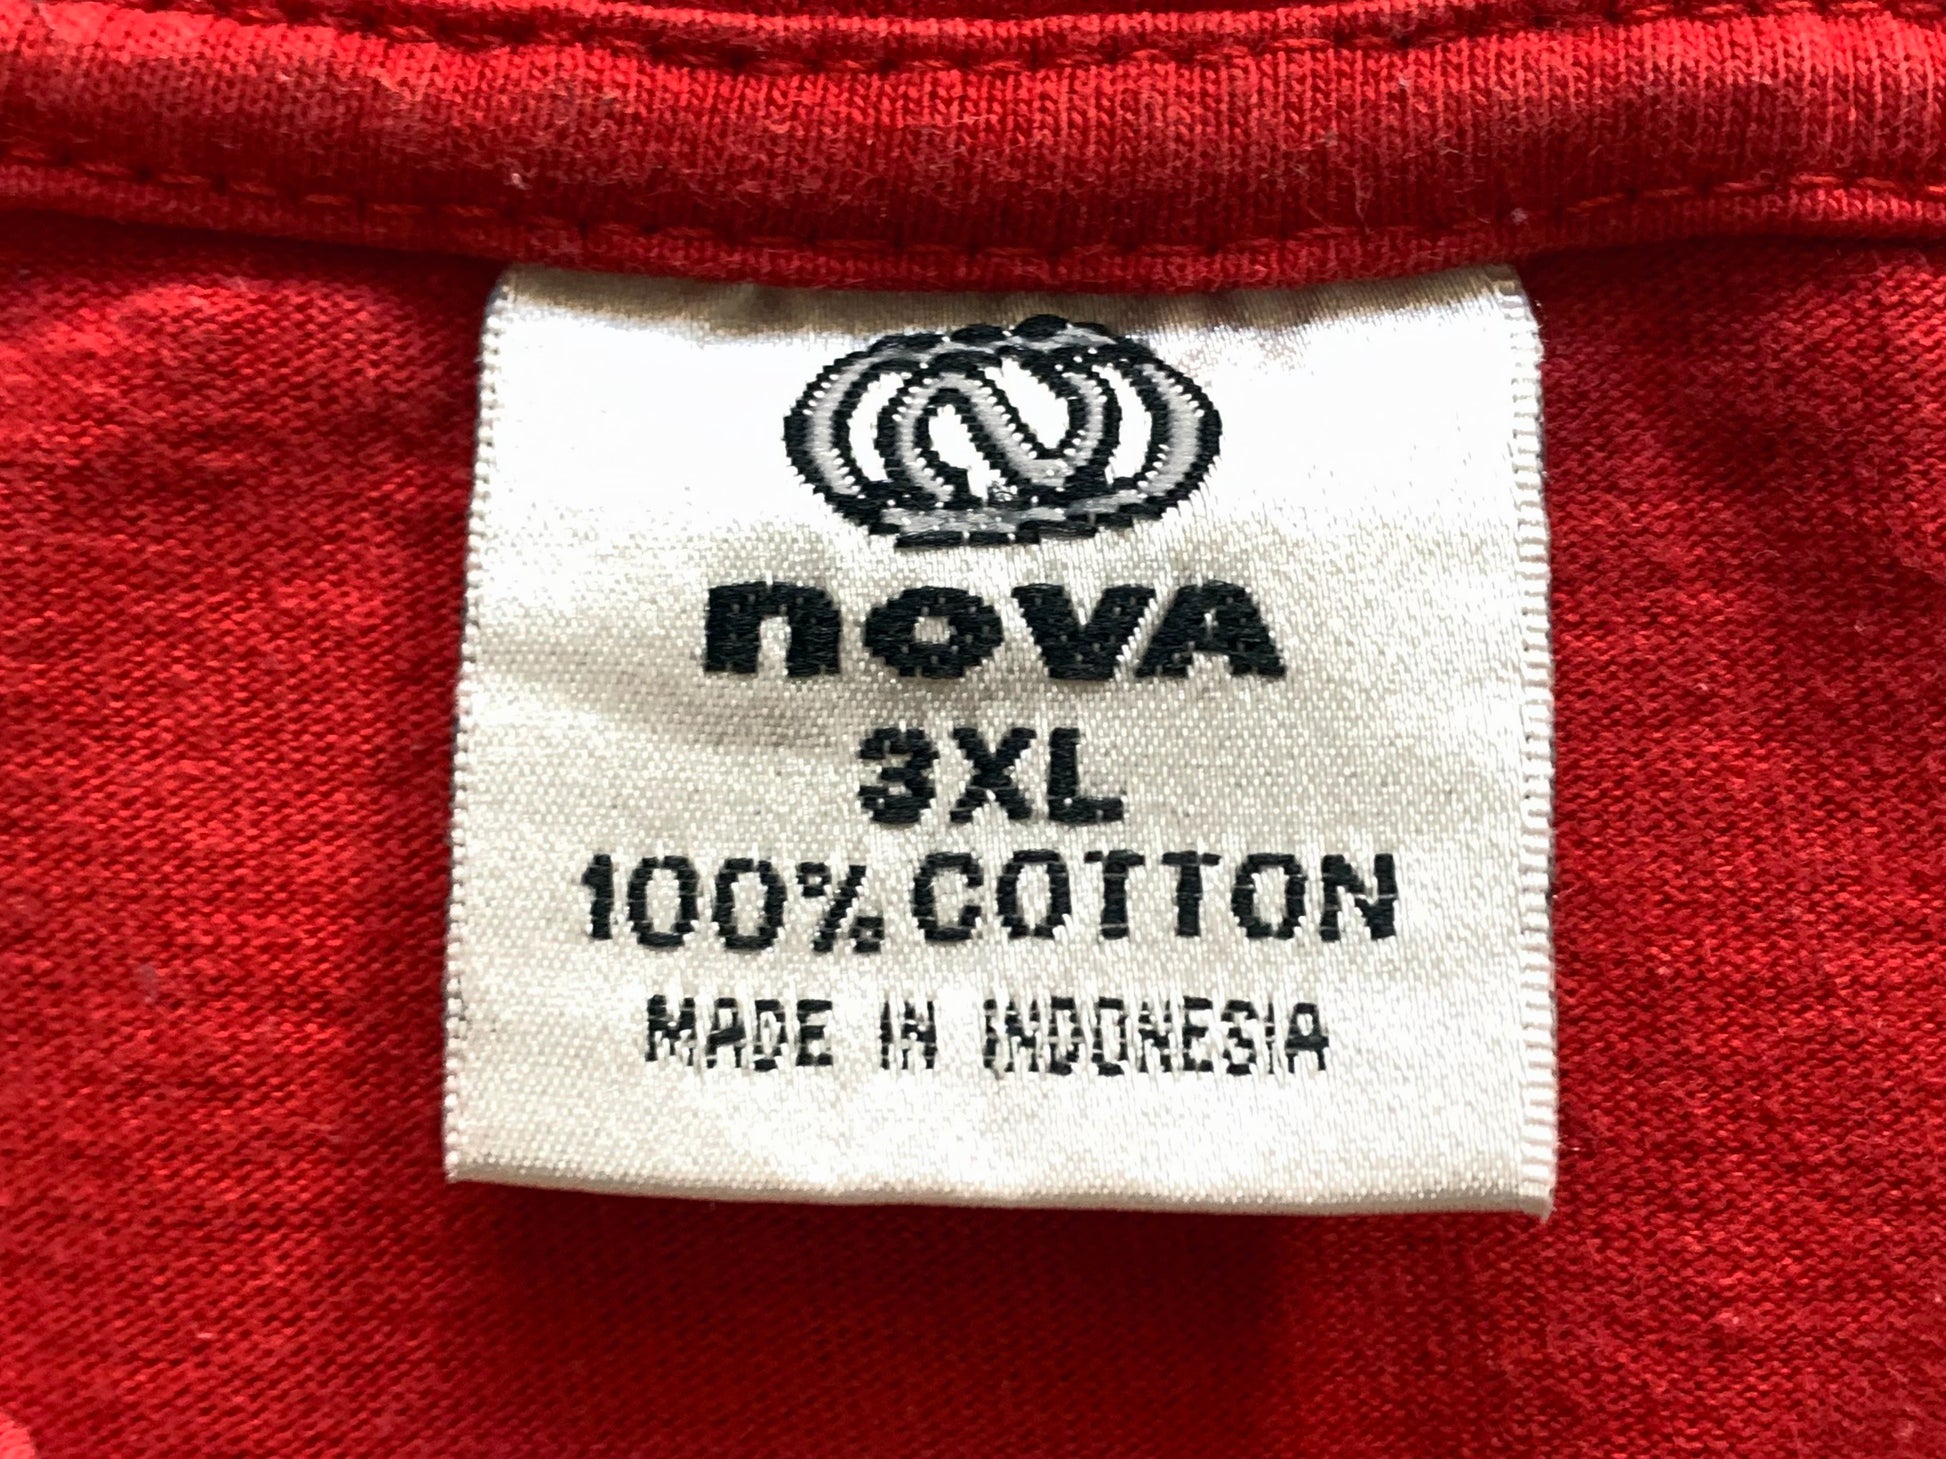 novA
3XL
100% COTTON
MADE IN INDONESIA